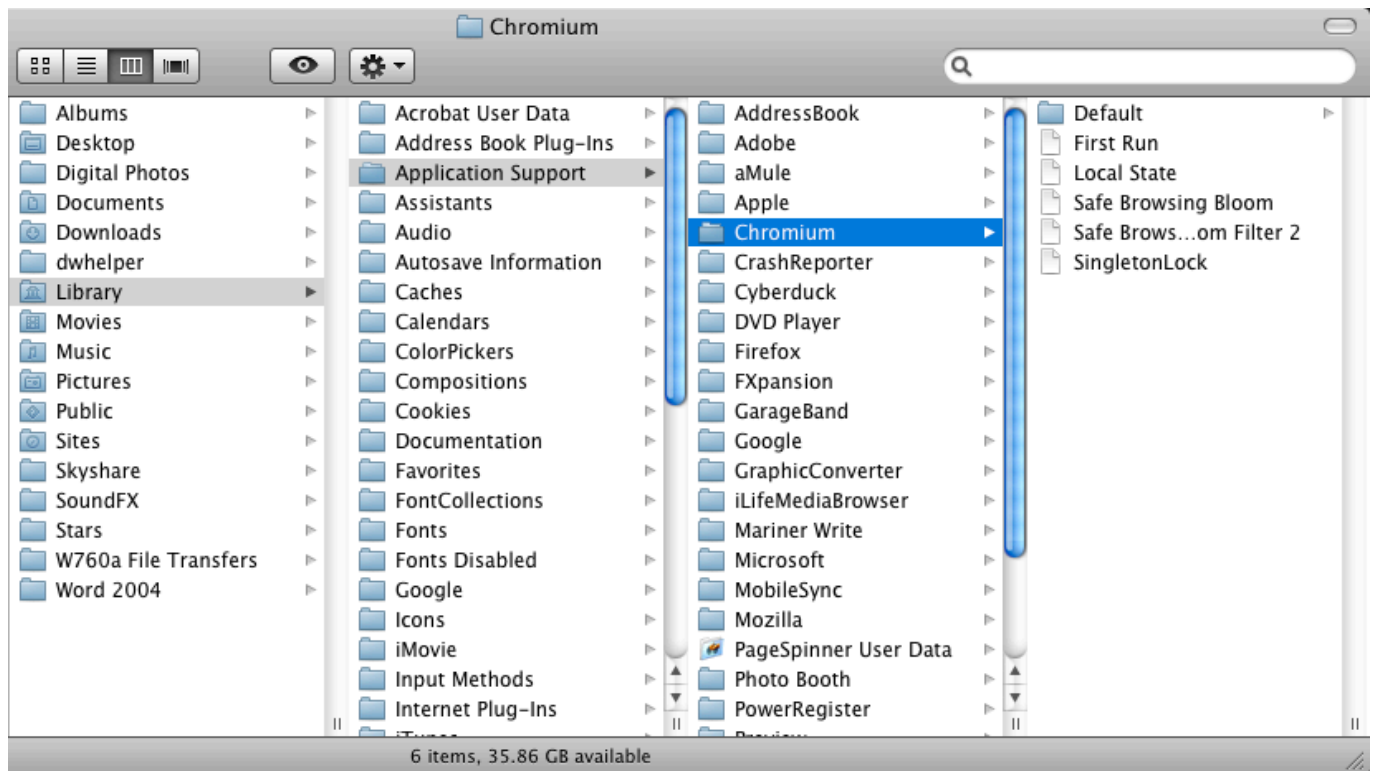 Chromium
Albums
Desktop
Digital Photos
Documents
Downloads
dwhelper
Library
Movies
Music
Pictures
Public
Sites
Skyshare
SoundFX
Stars
W760a File Transfers
Word 2004
Acrobat User Data
Address Book Plug-Ins
Application Support
Assistants
Audio
Autosave Information
Caches
Calendars
ColorPickers
Compositions
Cookies
Documentation
Favorites
FontCollections
Fonts
Fonts Disabled
Google
Icons
iMovie
Input Methods
Internet Plug-Ins
AddressBook
Adobe
aMule
Apple
Chromium
CrashReporter
Cyberduck
DVD Player
Firefox
FXpansion
GarageBand
Google
GraphicConverter
iLifeMediaBrowser
Mariner Write
Microsoft
MobileSync
Mozilla
PageSpinner User Data
Photo Booth
PowerRegister
Default
First Run
Local State
Safe Browsing Bloom
Safe Brows...om Filter 2
SingletonLock
6 items, 35.86 GB available